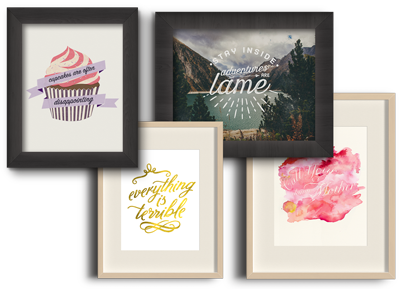 cupcakes are often
disappointing
STAY INSIDE
adventures
ARE
lame
everything
is
terrible